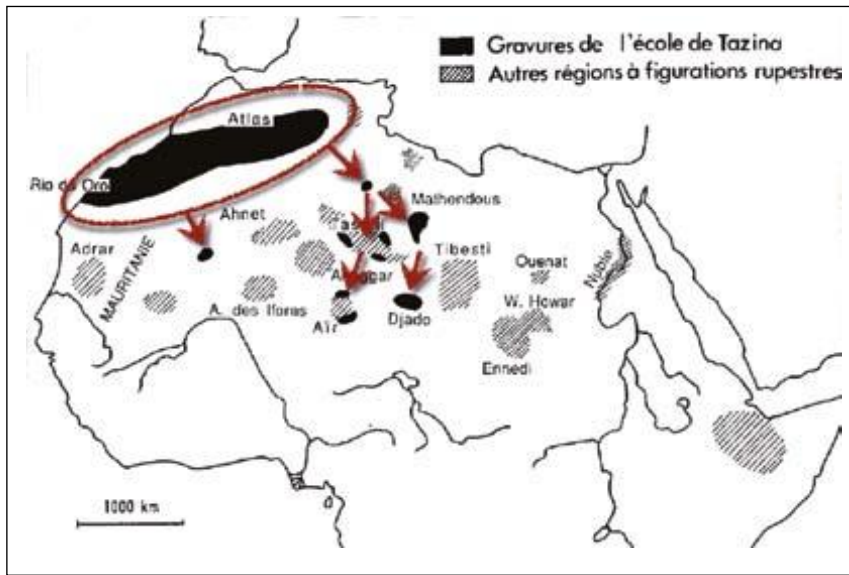 Gravures de l'école de Tazina
Autres régions à figurations rupestres
Atlas
Rio de Oro
Ahnet
Mathendous
Adrar
MAURITANIE
Tibesti
Ouenat
Nubie
A. des Iforas
Aïr
Djado
W. Howar
Ennedi
1000 km